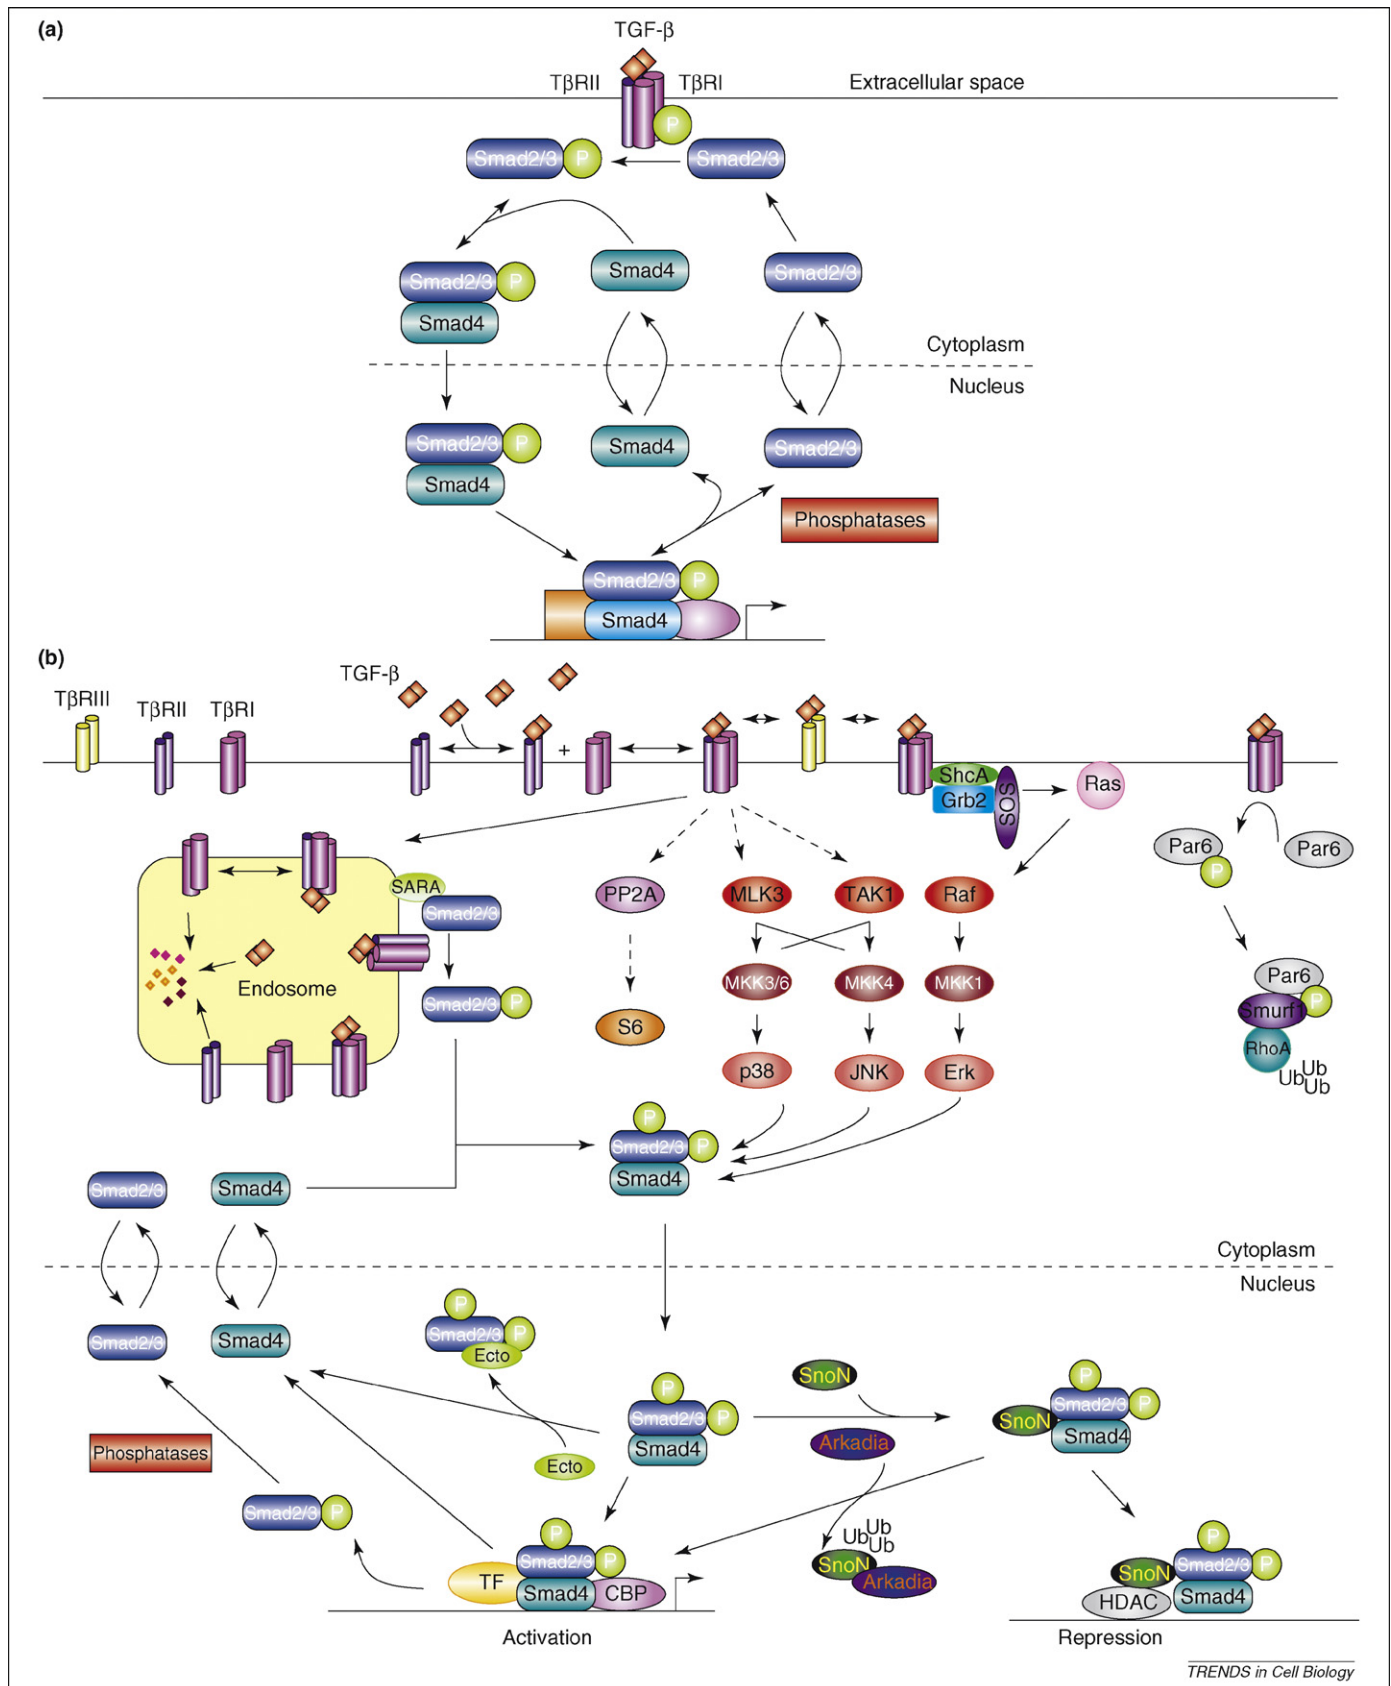 (a)
TGF-β
TβRII
TβRI
Extracellular space
P
Smad2/3
P
Smad2/3
Smad2/3
P
Smad4
Smad4
Smad2/3
Cytoplasm
Nucleus
Smad2/3
P
Smad4
Smad4
Smad2/3
Phosphatases
Smad2/3
P
Smad4
(b)
TGF-β
TβRIII
TβRII
TβRI
+
ShcA
Grb2
SOS
Ras
Par6
P
Par6
SARA
Smad2/3
PP2A
MLK3
TAK1
Raf
Endosome
Smad2/3
P
MKK3/6
MKK4
MKK1
Par6
P
Smurf1
S6
RhoA
Ub
Ub
Ub
p38
JNK
Erk
P
Smad2/3
P
Smad4
Smad2/3
Smad4
Cytoplasm
Nucleus
Smad2/3
Smad4
P
Smad2/3
P
Ecto
SnoN
P
Smad2/3
P
Smad4
P
Smad2/3
P
SnoN
Smad4
Arkadia
Phosphatases
Ecto
Smad2/3
P
Ub
Ub
Ub
SnoN
Arkadia
P
Smad2/3
P
TF
Smad4
CBP
P
SnoN
Smad2/3
P
HDAC
Smad4
Activation
Repression
TRENDS in Cell Biology